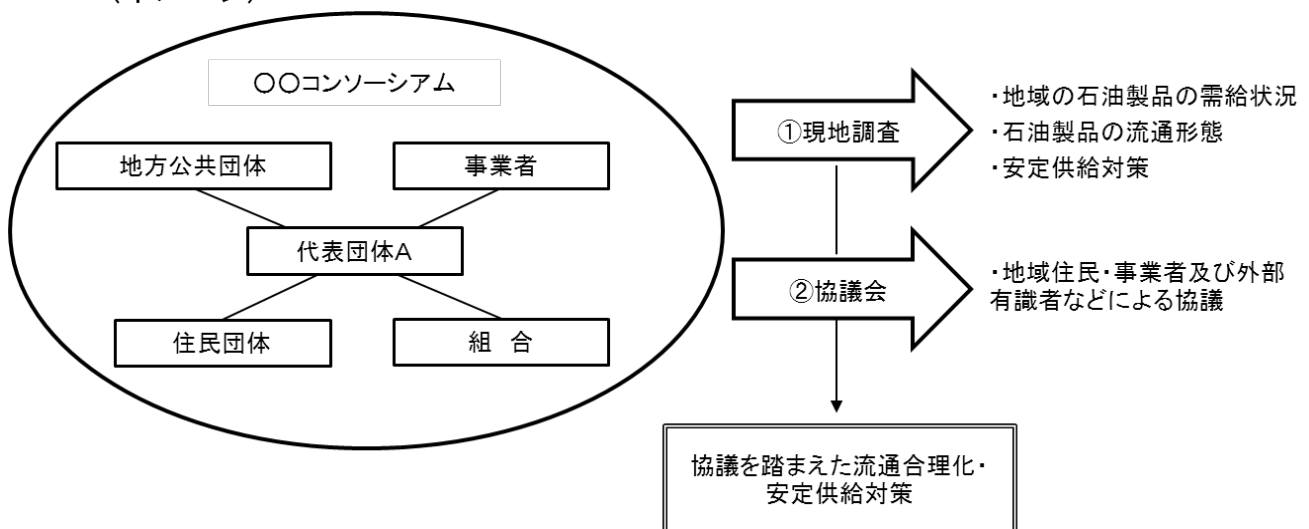 〇〇コンソーシアム
地方公共団体
事業者
代表団体A
住民団体
組 合
①現地調査
・地域の石油製品の需給状況
・石油製品の流通形態
・安定供給対策
②協議会
・地域住民・事業者及び外部
有識者などによる協議
協議を踏まえた流通合理化・
安定供給対策